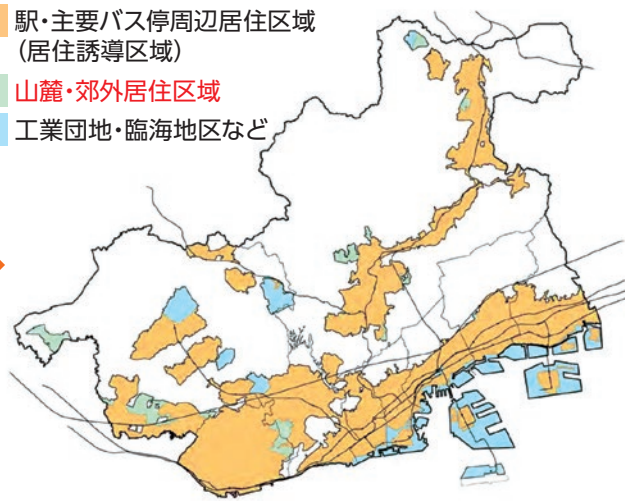 駅・主要バス停周辺居住区域
(居住誘導区域)
山麓・郊外居住区域
工業団地・臨海地区など